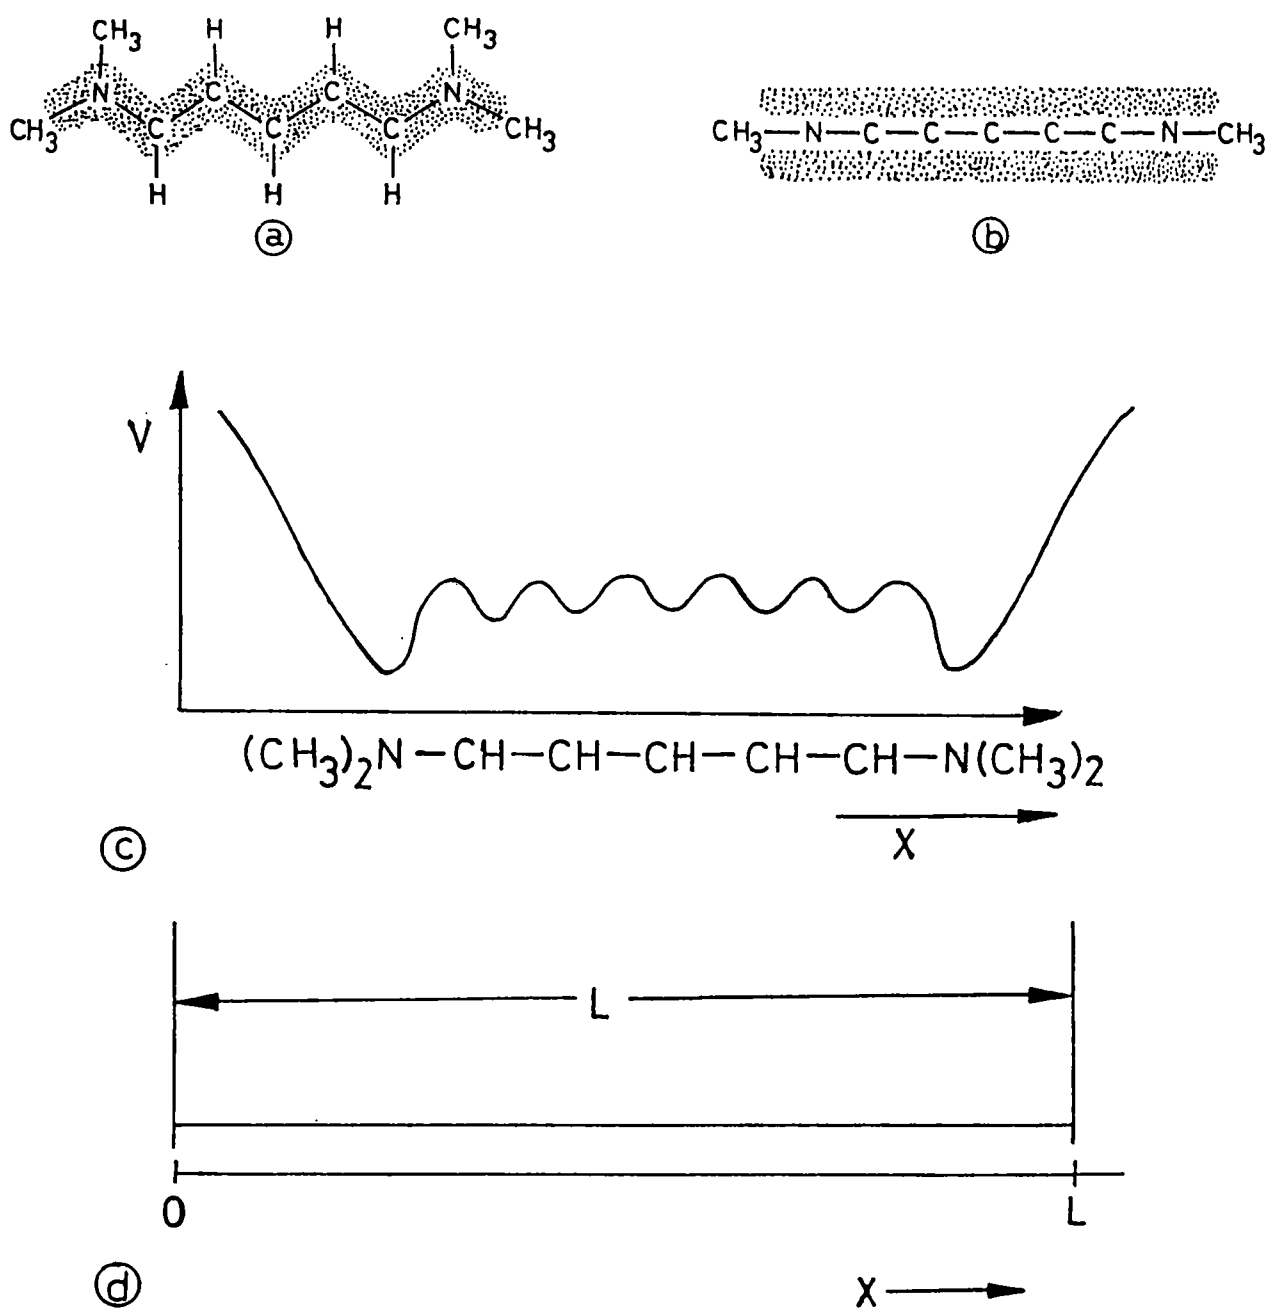 CH3 H H CH3
N C C N
CH3 C C C CH3
H H H
CH3—N—C—C—C—C—C—N—CH3
ⓐ ⓑ
V
(CH3)2N—CH—CH—CH—CH—CH—N(CH3)2
X
ⓒ
L
0 L
ⓓ X